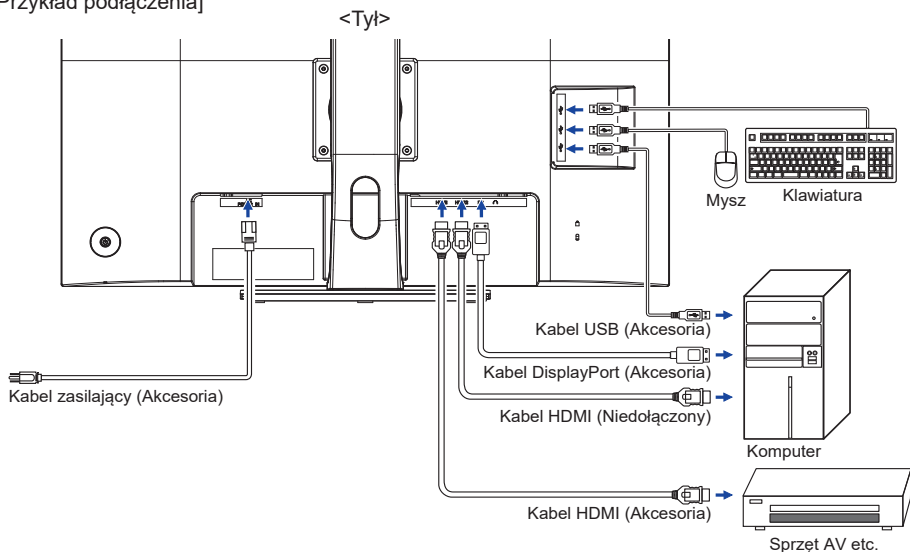 Przykład podłączenia]
<Tył>
Mysz
Klawiatura
Kabel USB (Akcesoria)
Kabel DisplayPort (Akcesoria)
Kabel zasilający (Akcesoria)
Kabel HDMI (Niedołączony)
Komputer
Kabel HDMI (Akcesoria)
Sprzęt AV etc.